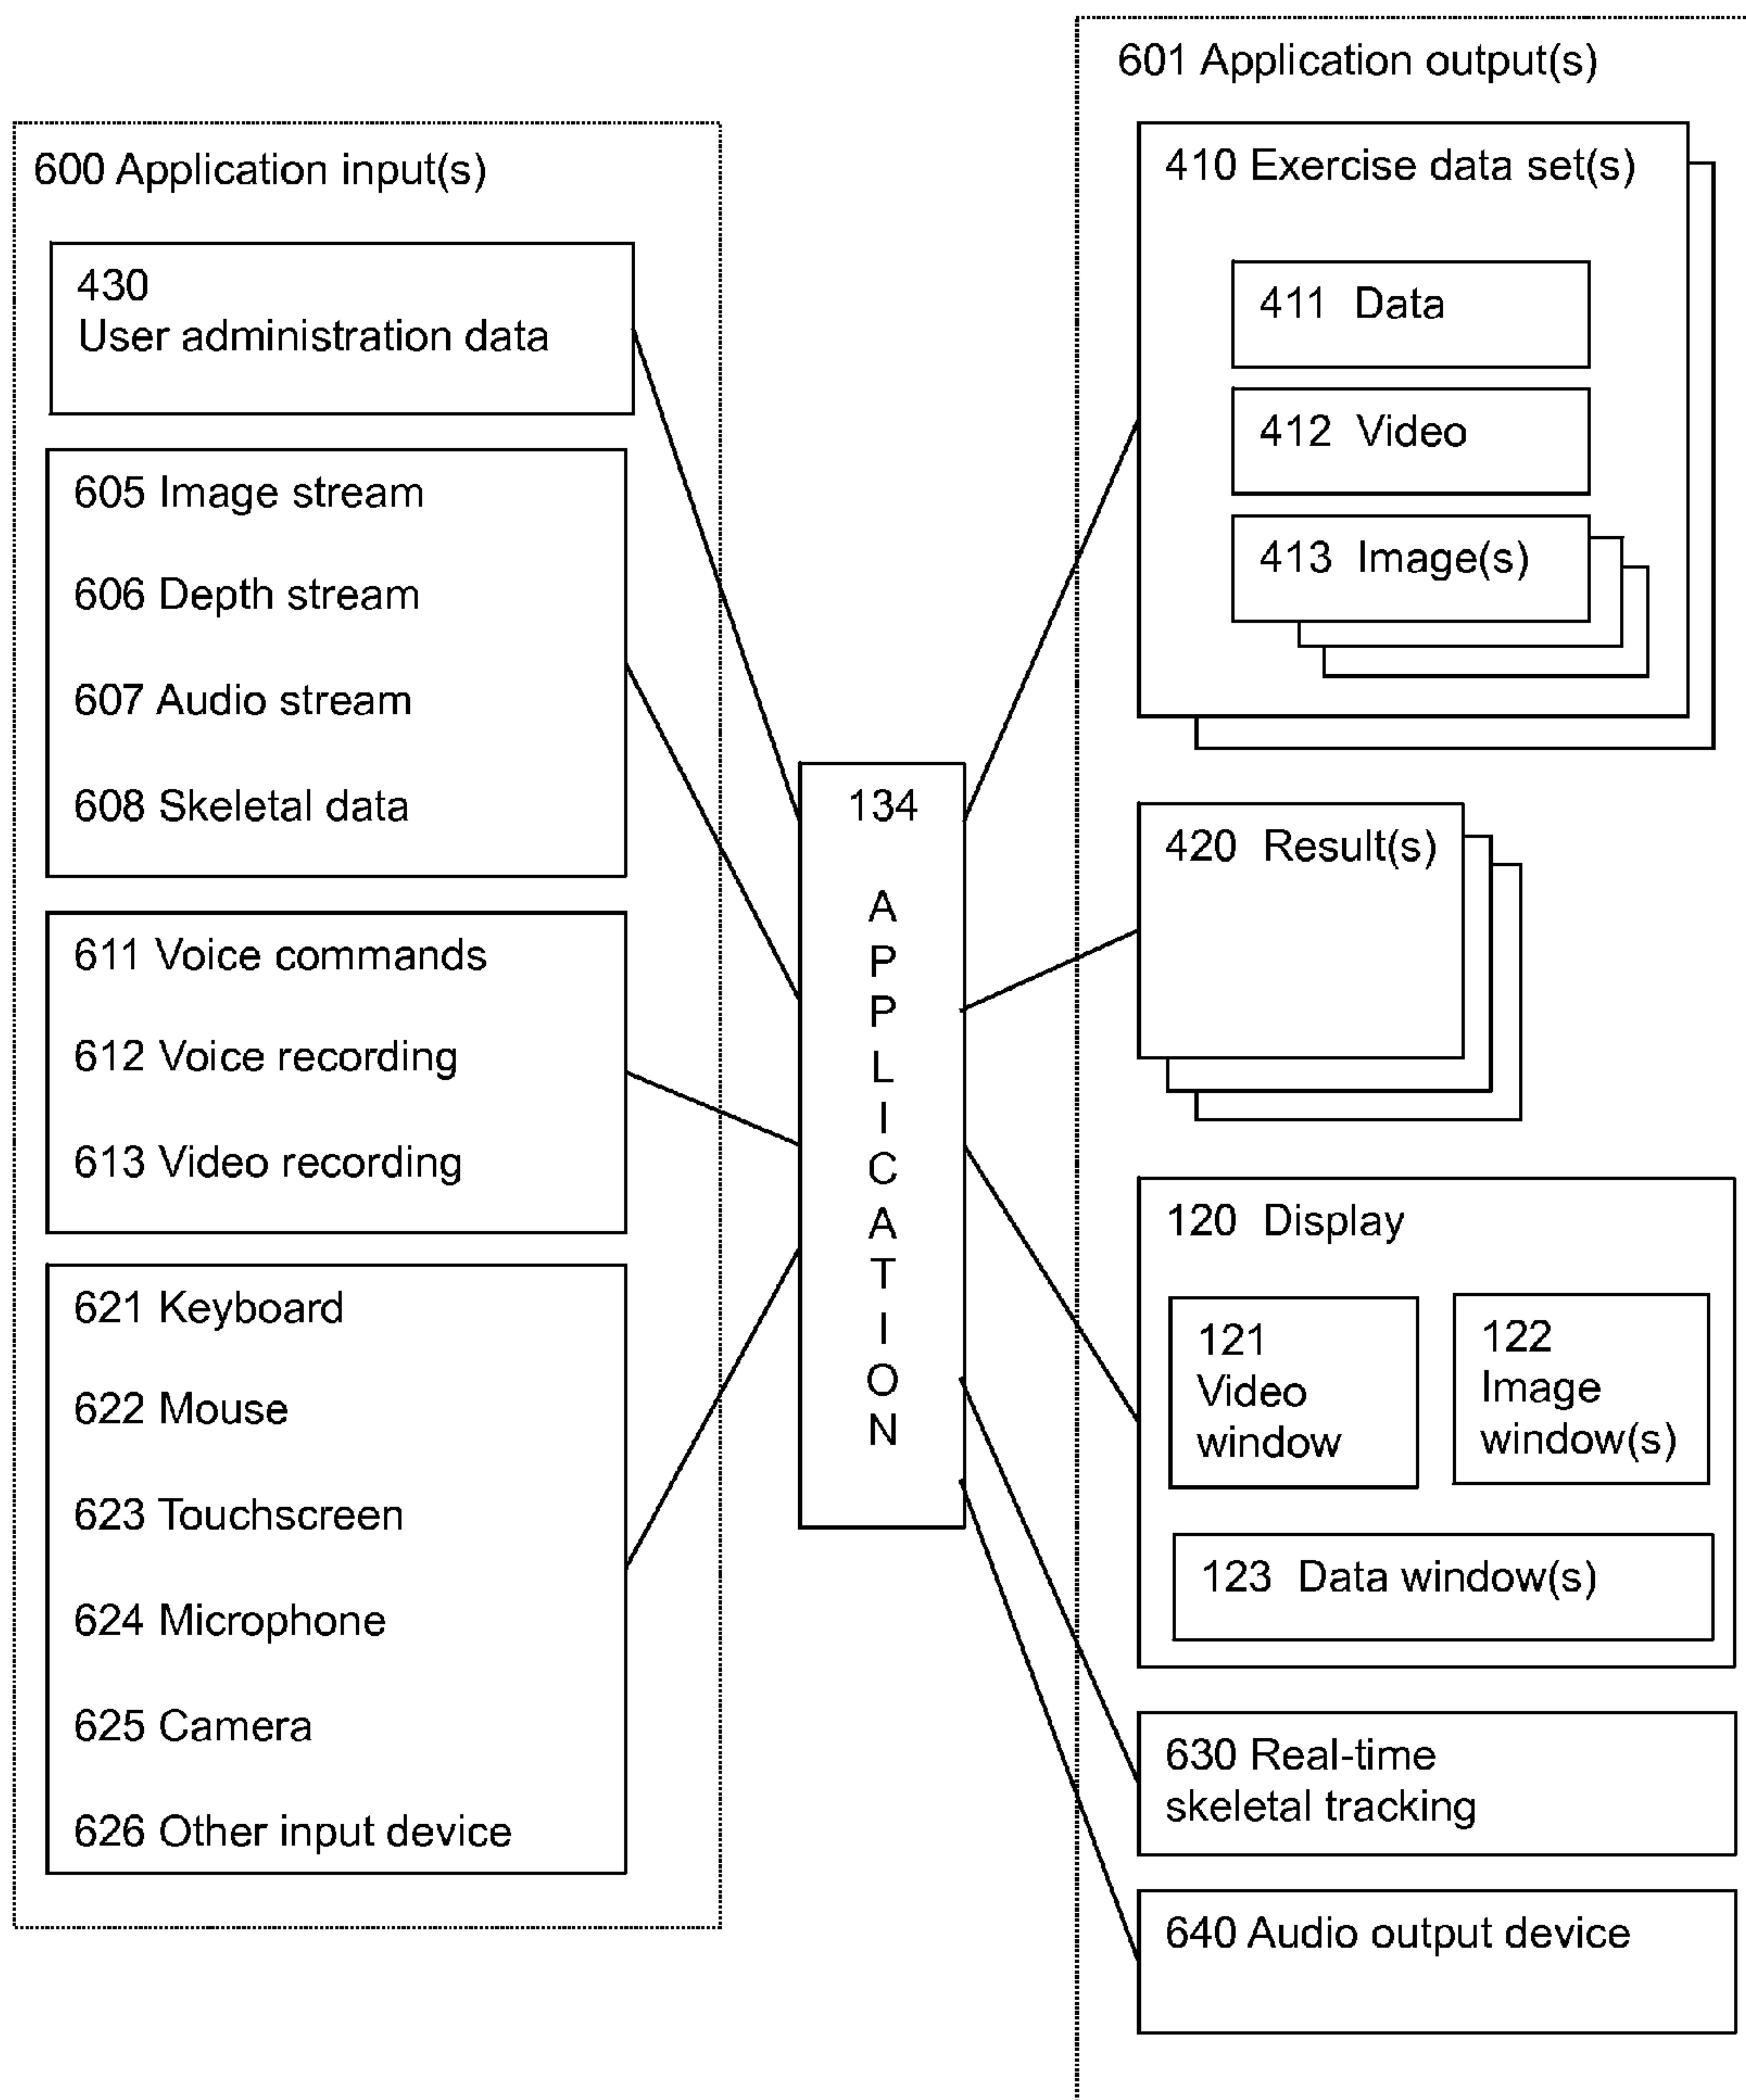 600 Application input(s)
430
User administration data
605 Image stream
606 Depth stream
607 Audio stream
608 Skeletal data
611 Voice commands
612 Voice recording
613 Video recording
621 Keyboard
622 Mouse
623 Touchscreen
624 Microphone
625 Camera
626 Other input device
134
A
P
P
L
I
C
A
T
I
O
N
601 Application output(s)
410 Exercise data set(s)
411 Data
412 Video
413 Image(s)
420 Result(s)
120 Display
121
Video
window
122
Image
window(s)
123 Data window(s)
630 Real-time
skeletal tracking
640 Audio output device